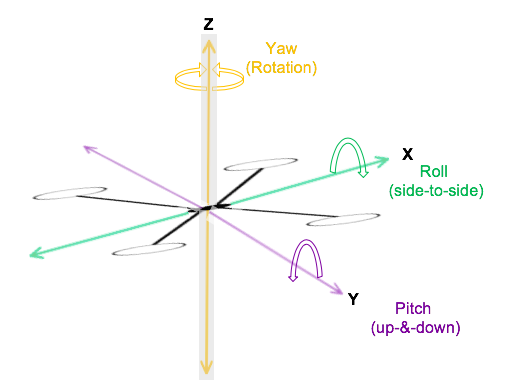 Z
Yaw
(Rotation)
X
Roll
(side-to-side)
Y
Pitch
(up-&-down)